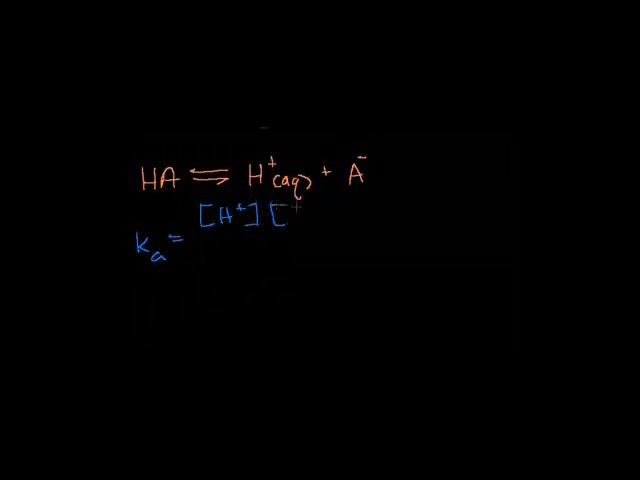 HA ⇌ H⁺(aq) + A⁻
[H⁺] [
Kₐ =